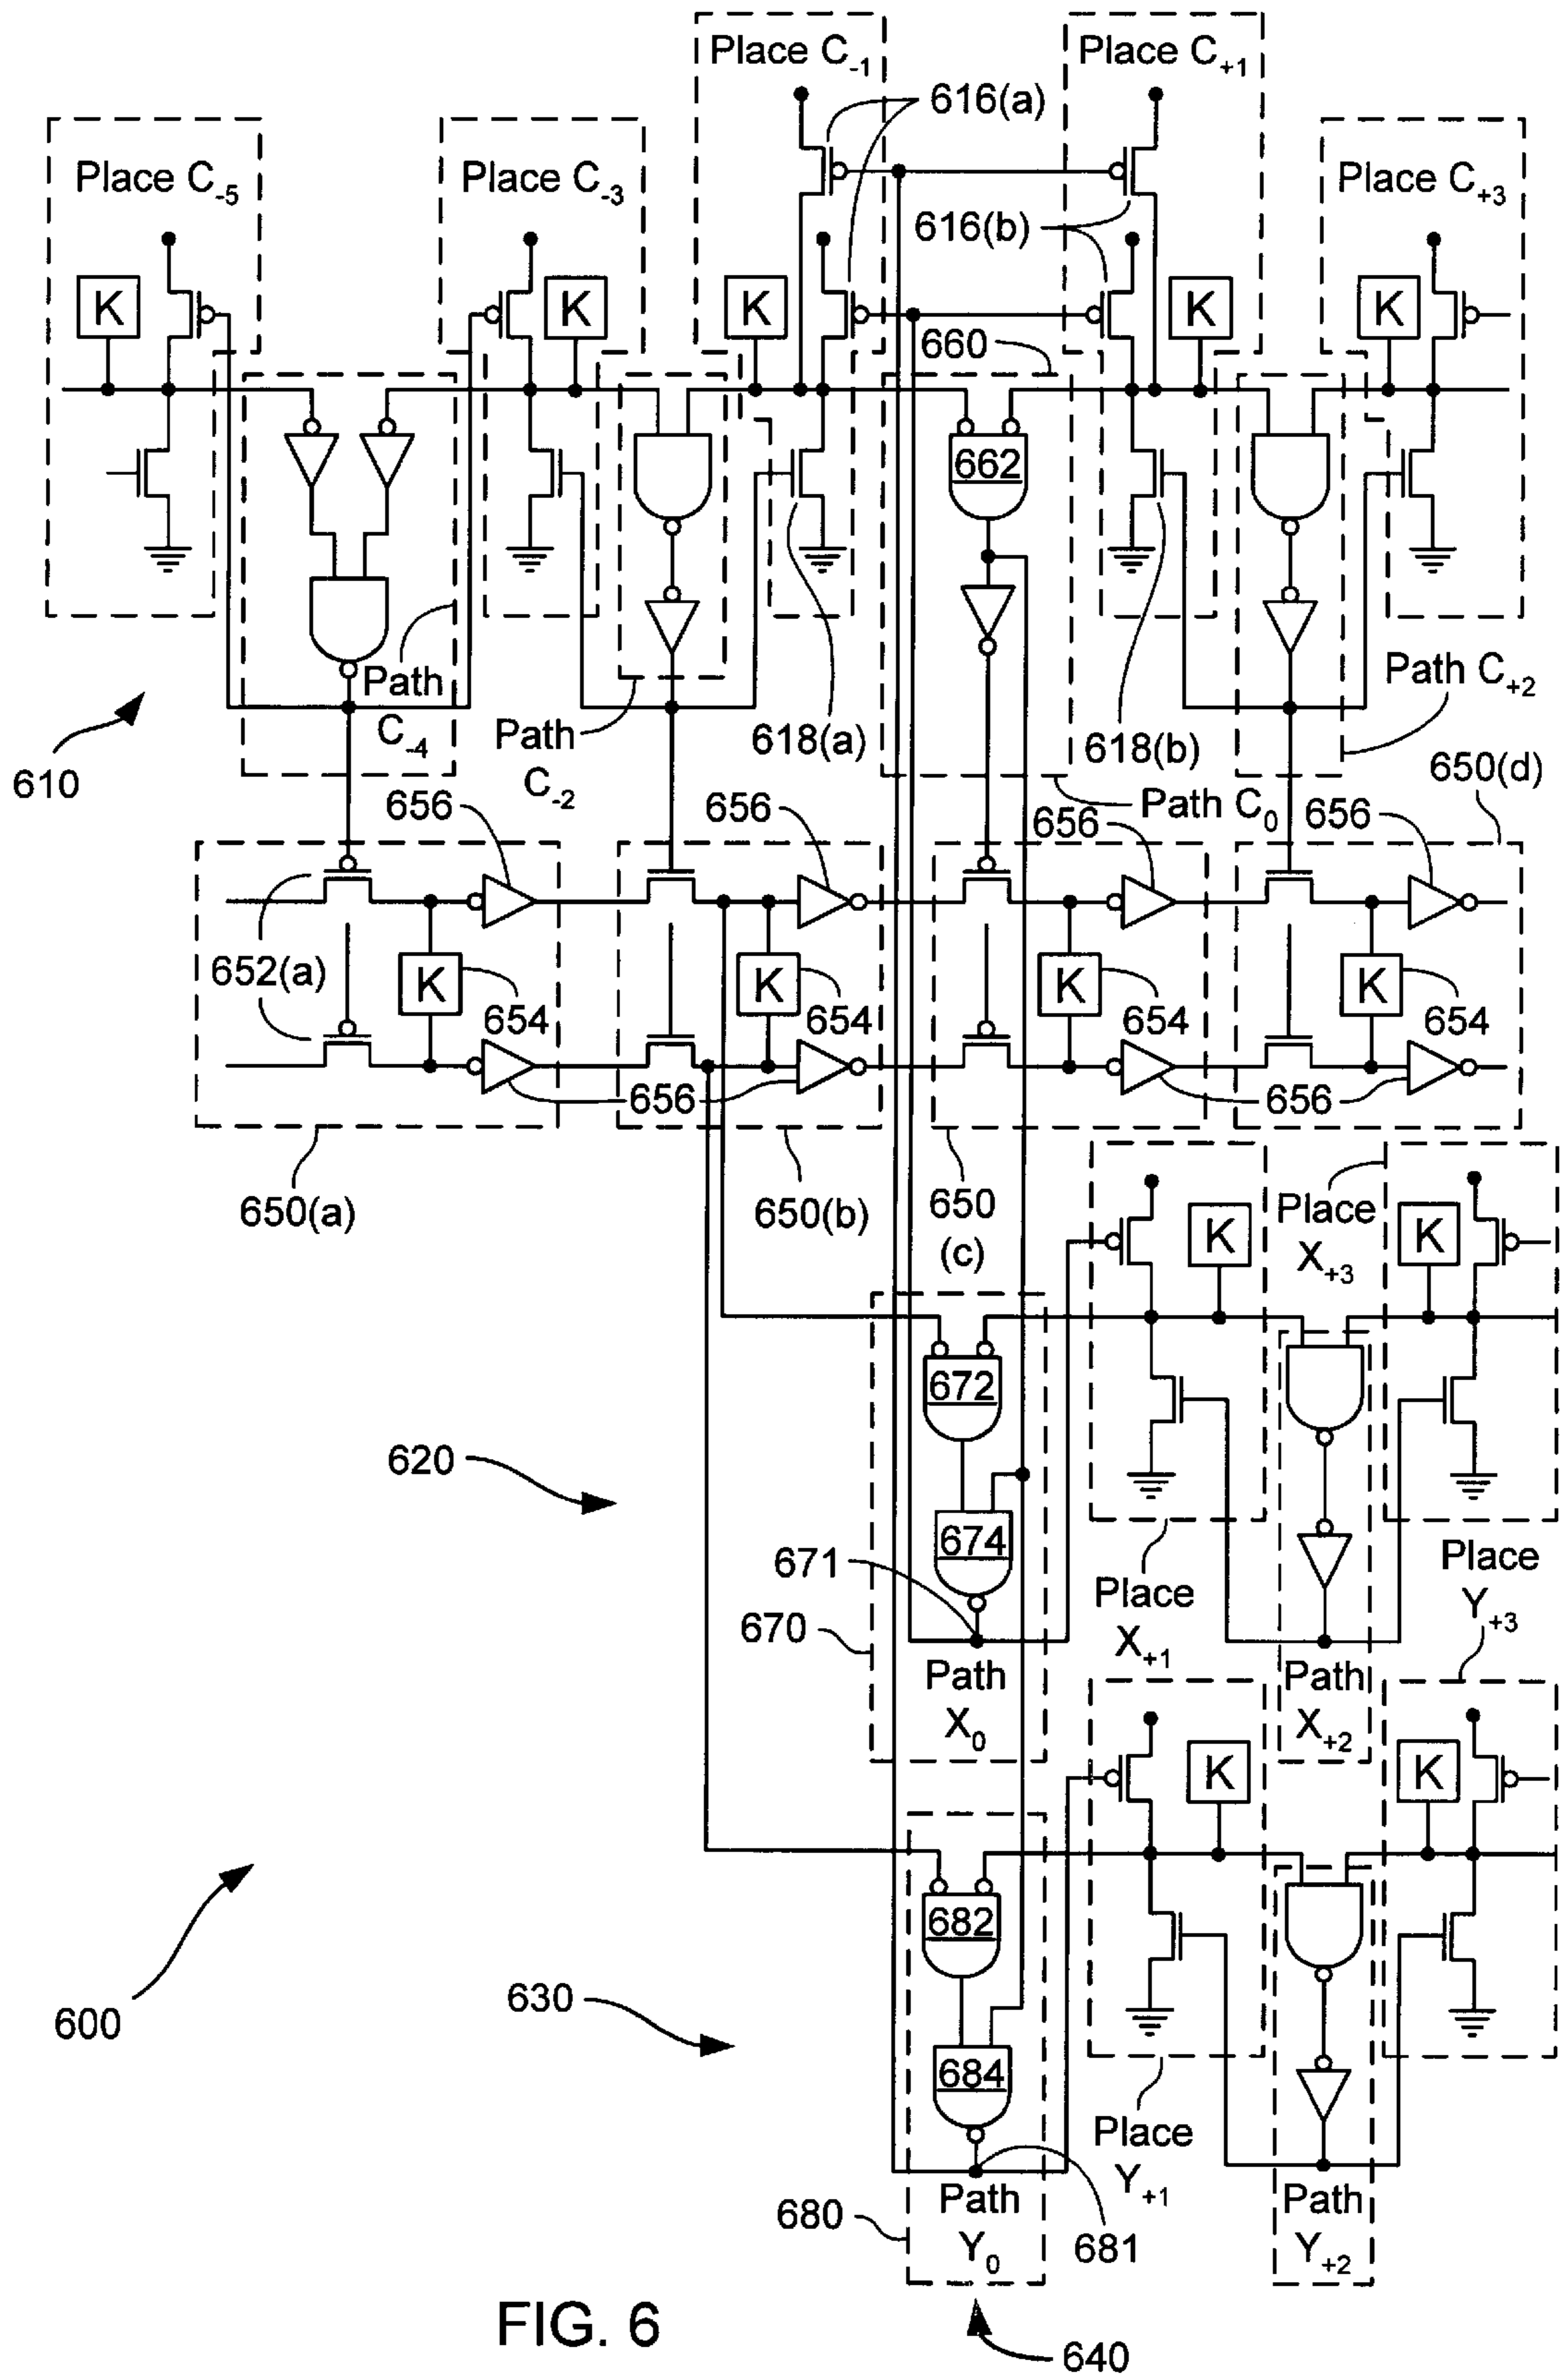 Place C-1
Place C+1
616(a)
Place C-5
Place C-3
Place C+3
616(b)
K
K
K
K
K
660
662
Path
C-4
Path
C-2
618(a)
618(b)
Path C+2
610
Path C0
650(d)
656
656
656
656
652(a)
K
K
K
K
654
654
654
654
656
656
650(a)
650(b)
650
(c)
Place
X+3
K
K
672
620
674
671
670
Place
X+1
Place
Y+3
Path
X0
Path
X+2
K
K
682
600
630
684
Place
Y+1
680
Path
Y0
681
Path
Y+2
FIG. 6
640